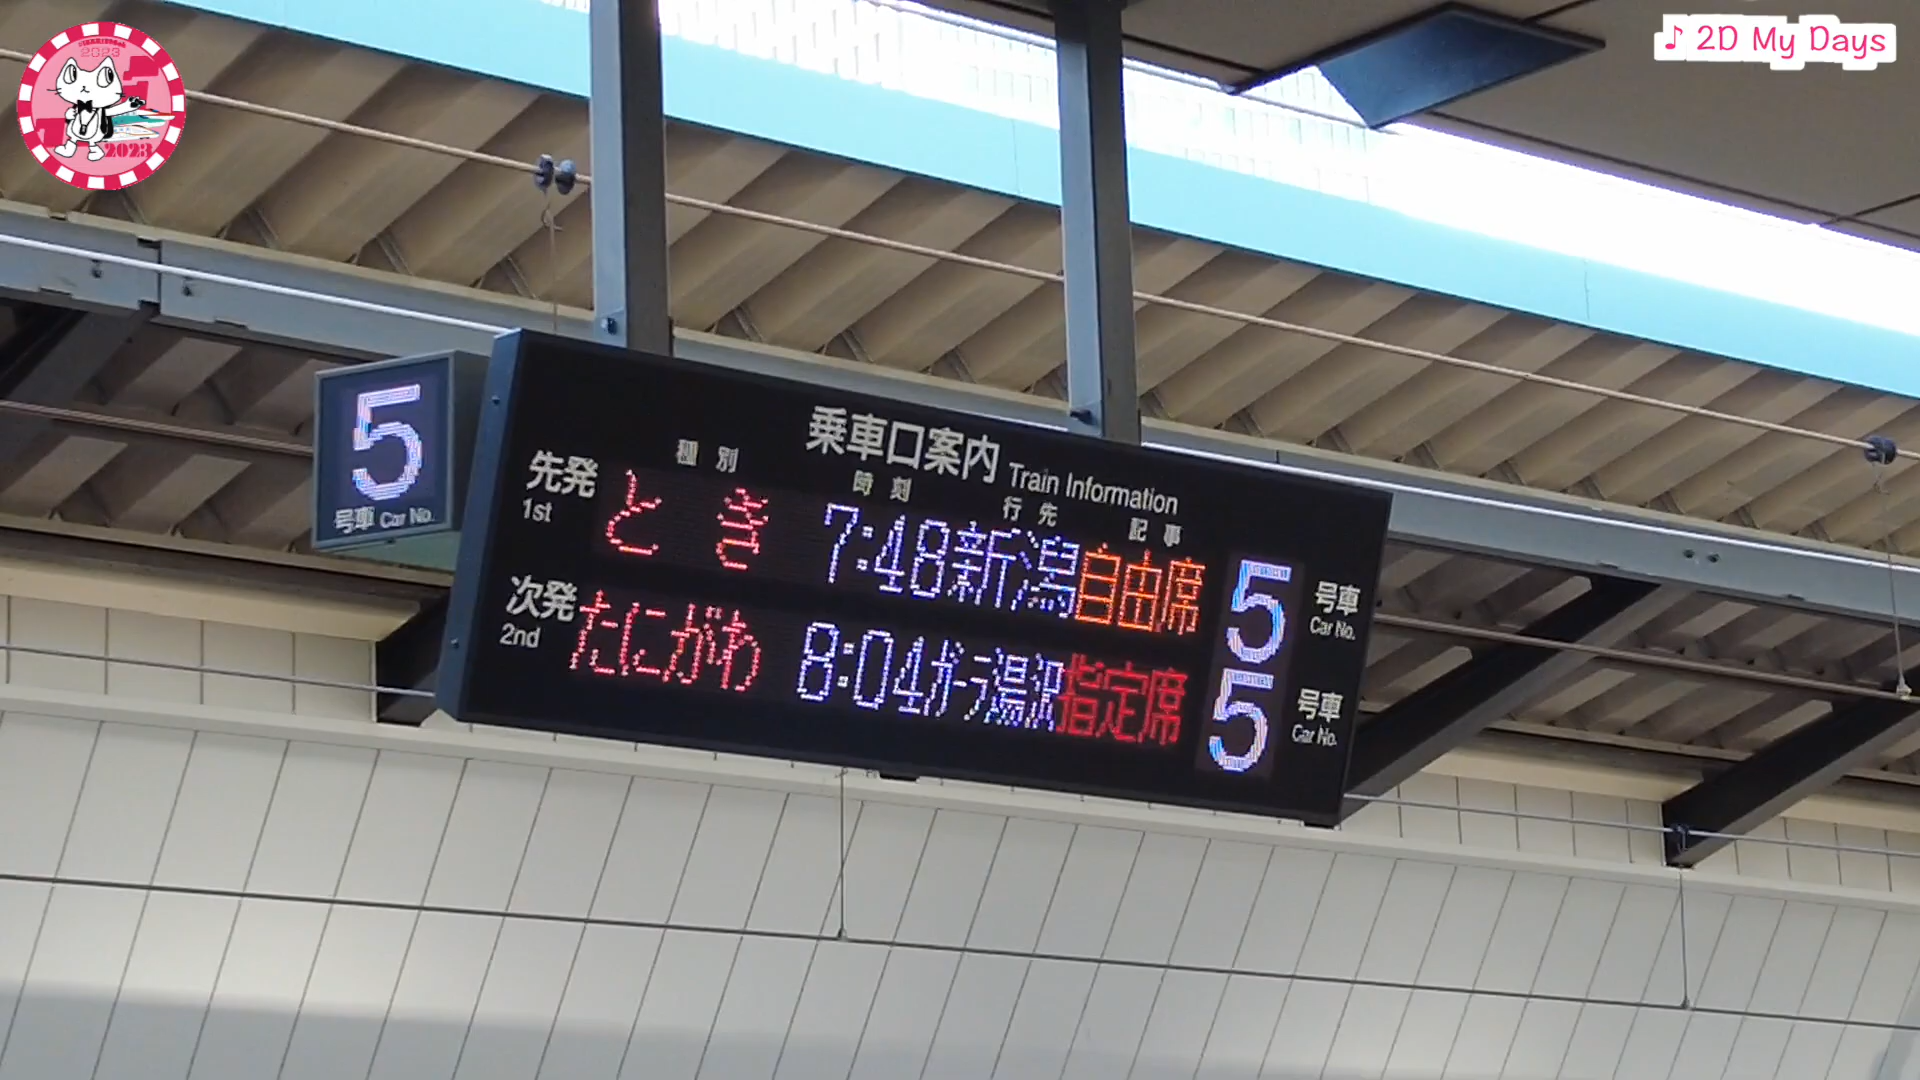 2023
2023
♪ 2D My Days
5
号車 Car No.
乗車口案内 Train Information
種別 時刻 行先 記事
先発 とき 7:48 新潟 自由席 5 号車
1st Car No.
次発 たにがわ 8:04 ガーラ湯沢 指定席 5 号車
2nd Car No.